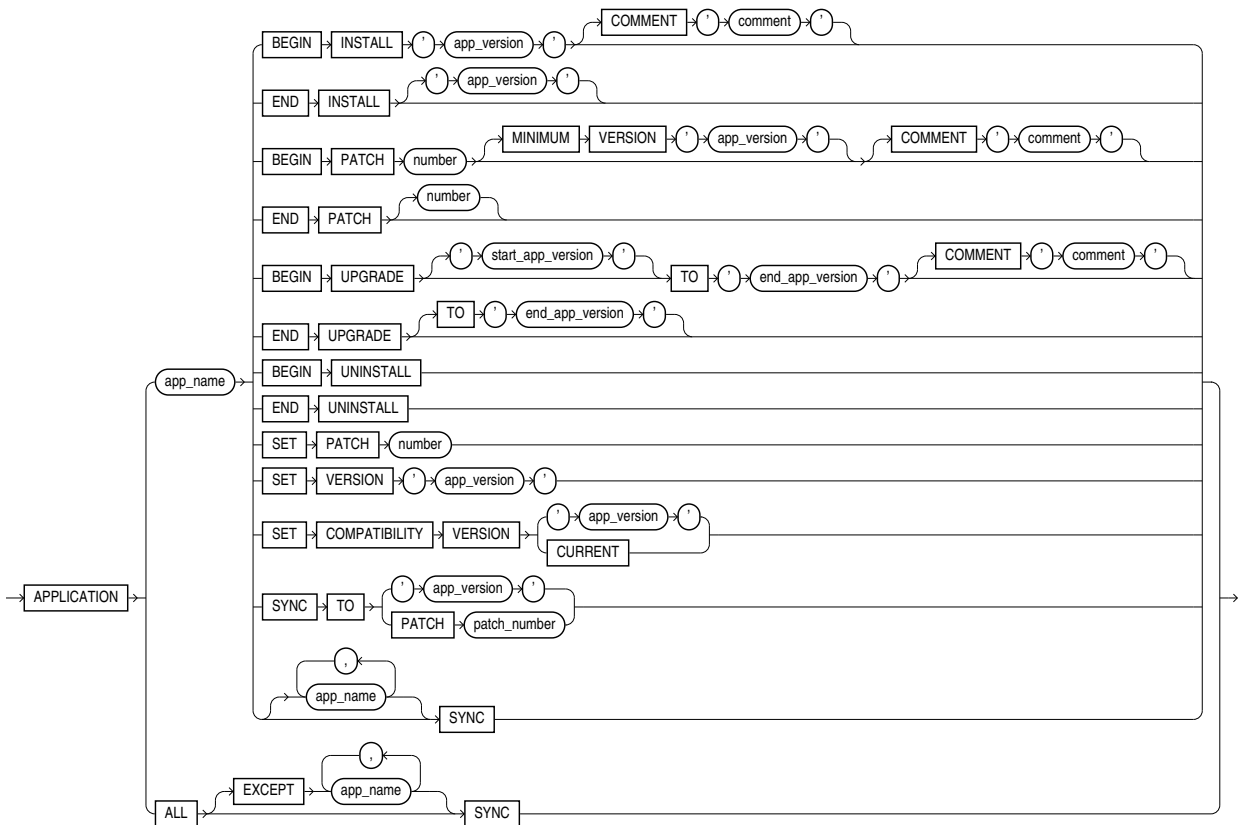 COMMENT ’ comment ’
BEGIN INSTALL ’ app_version ’
’ app_version ’
END INSTALL
MINIMUM VERSION ’ app_version ’ COMMENT ’ comment ’
BEGIN PATCH number
number
END PATCH
’ start_app_version ’ COMMENT ’ comment ’
BEGIN UPGRADE TO ’ end_app_version ’
TO ’ end_app_version ’
END UPGRADE
BEGIN UNINSTALL
app_name
END UNINSTALL
SET PATCH number
SET VERSION ’ app_version ’
’ app_version ’
SET COMPATIBILITY VERSION
CURRENT
’ app_version ’
APPLICATION
SYNC TO
PATCH patch_number
,
app_name
SYNC
,
EXCEPT app_name
ALL SYNC